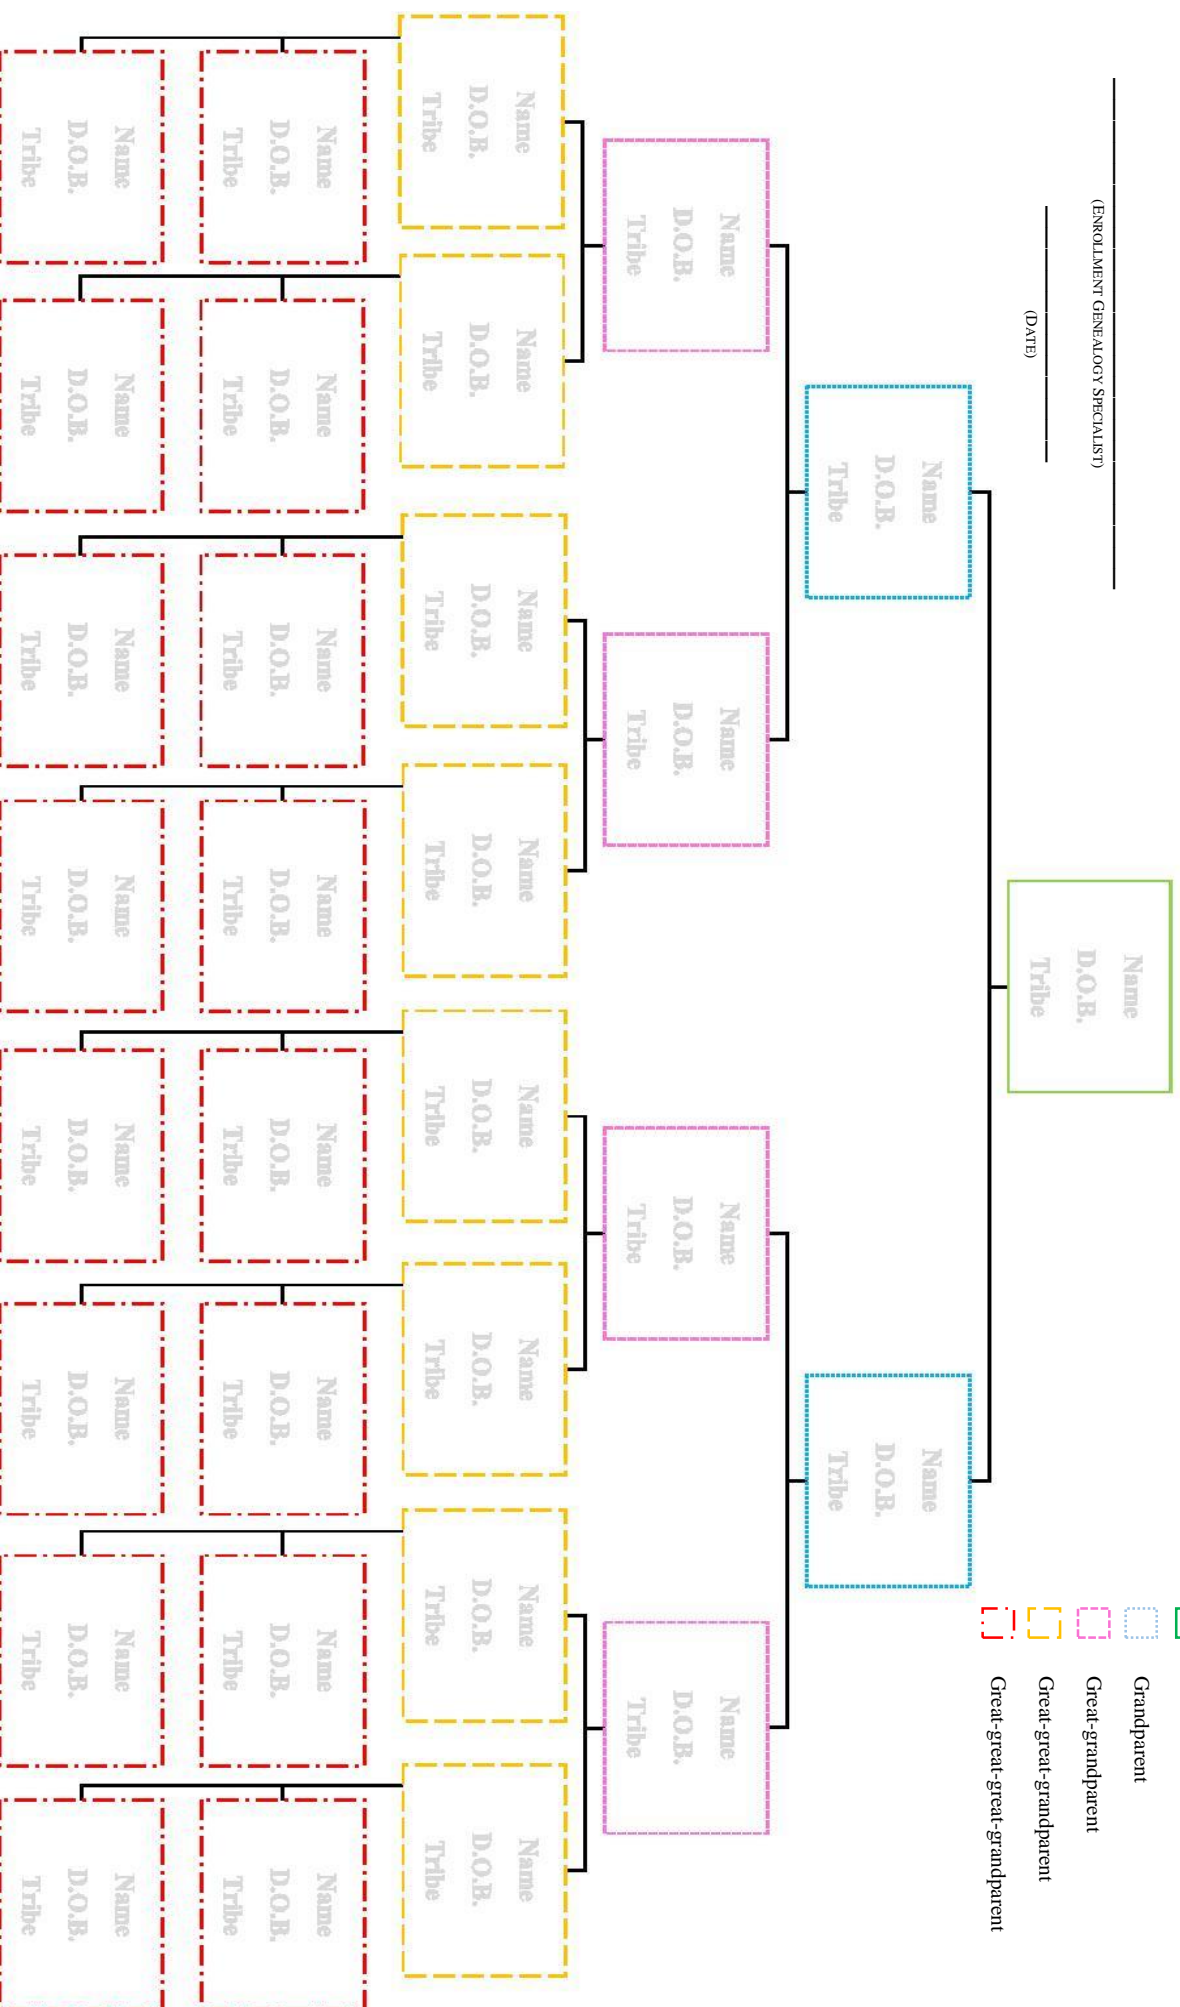 (ENROLLMENT GENEALOGY SPECIALIST)
(DATE)
Name
D.O.B.
Tribe
Grandparent
Great-grandparent
Great-great-grandparent
Great-great-great-grandparent
Name
D.O.B.
Tribe
Name
D.O.B.
Tribe
Name
D.O.B.
Tribe
Name
D.O.B.
Tribe
Name
D.O.B.
Tribe
Name
D.O.B.
Tribe
Name
D.O.B.
Tribe
Name
D.O.B.
Tribe
Name
D.O.B.
Tribe
Name
D.O.B.
Tribe
Name
D.O.B.
Tribe
Name
D.O.B.
Tribe
Name
D.O.B.
Tribe
Name
D.O.B.
Tribe
Name
D.O.B.
Tribe
Name
D.O.B.
Tribe
Name
D.O.B.
Tribe
Name
D.O.B.
Tribe
Name
D.O.B.
Tribe
Name
D.O.B.
Tribe
Name
D.O.B.
Tribe
Name
D.O.B.
Tribe
Name
D.O.B.
Tribe
Name
D.O.B.
Tribe
Name
D.O.B.
Tribe
Name
D.O.B.
Tribe
Name
D.O.B.
Tribe
Name
D.O.B.
Tribe
Name
D.O.B.
Tribe
Name
D.O.B.
Tribe